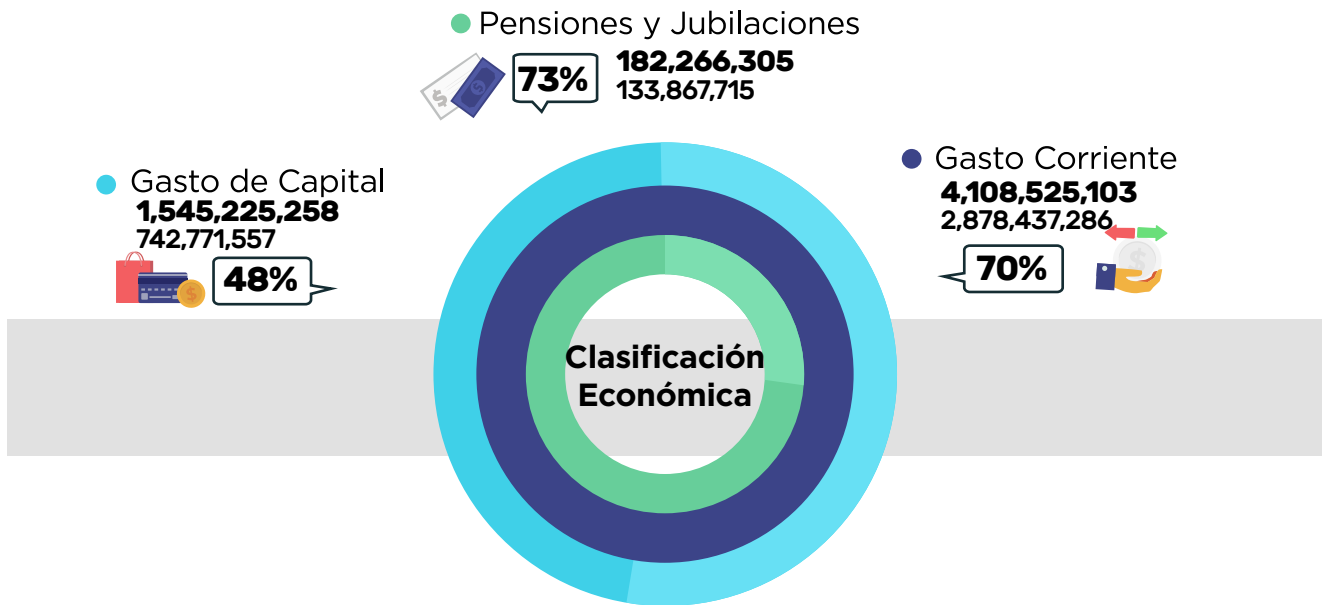 Pensiones y Jubilaciones
73%
182,266,305
133,867,715
Gasto de Capital
1,545,225,258
742,771,557
48%
Gasto Corriente
4,108,525,103
2,878,437,286
70%
Clasificación
Económica